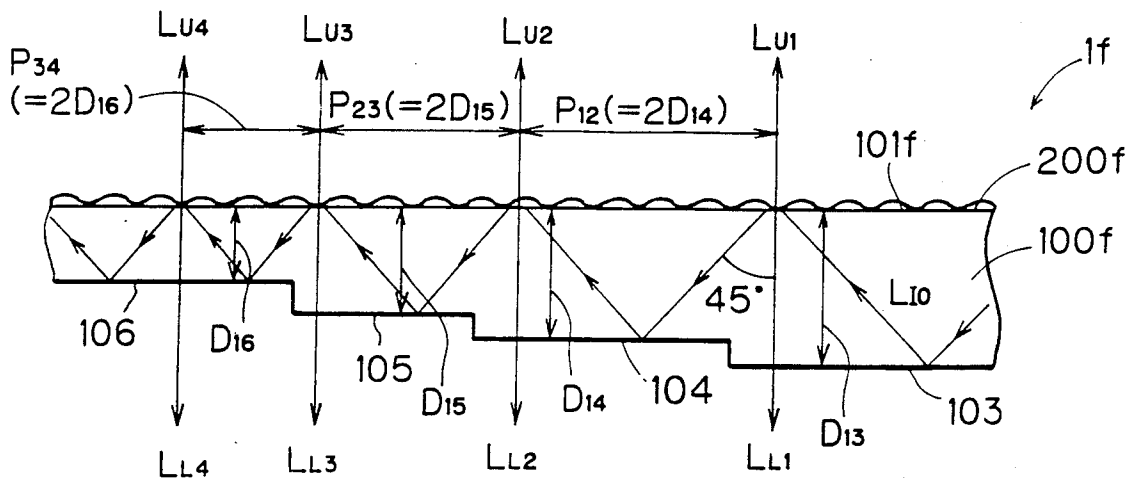 LU4
LU3
LU2
LU1
1f
P34
(=2D16)
P23(=2D15)
P12(=2D14)
101f
200f
100f
45°
LI0
106
D16
105
D15
D14
104
D13
103
LL4
LL3
LL2
LL1